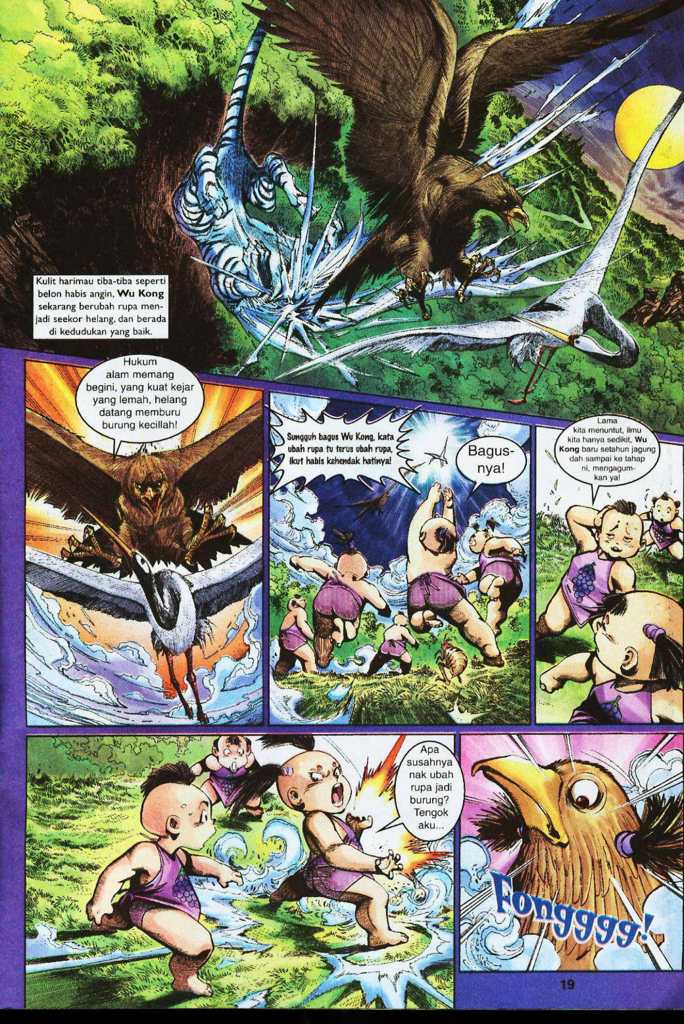 Kulit harimau tiba-tiba seperti
belon habis angin, Wu Kong
sekarang berubah rupa men-
jadi seekor helang, dan berada
di kedudukan yang baik.
Hukum
alam memang
begini, yang kuat kejar
yang lemah, helang
datang memburu
burung kecillah!
Sungguh bagus Wu Kong, kata
ubah rupa tu terus ubah rupa,
ikut habis kehendak hatinya!
Bagus-
nya!
Lama
kita menuntut, ilmu
kita hanya sedikit, Wu
Kong baru setahun jagung
dah sampai ke tahap
ni, mengagum-
kan ya!
Apa
susahnya
nak ubah
rupa jadi
burung?
Tengok
aku...
Fongggg!
19